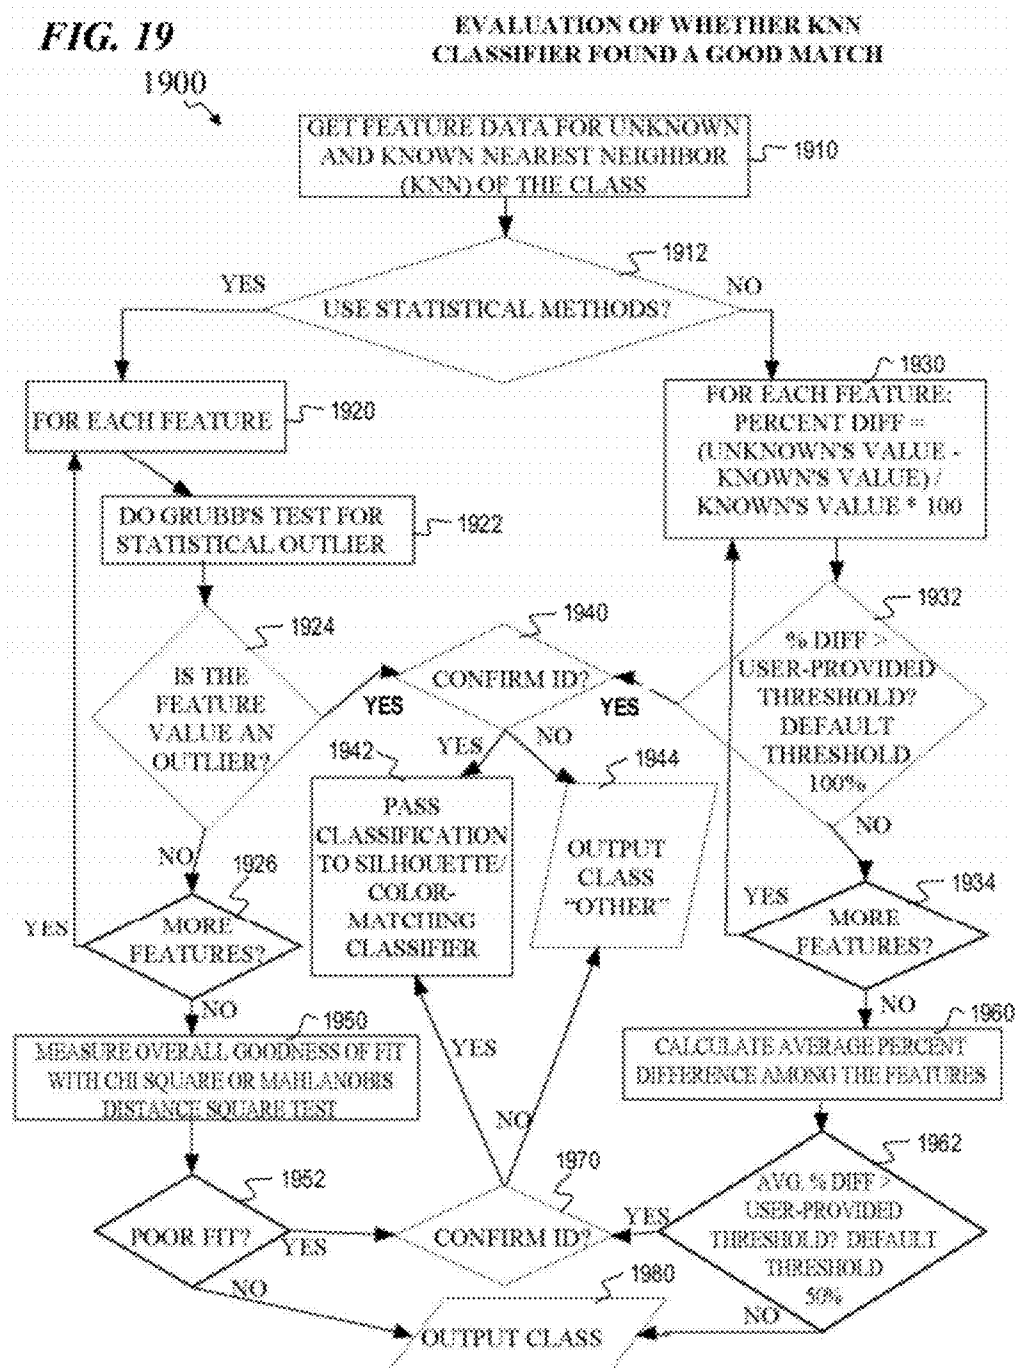 FIG. 19
EVALUATION OF WHETHER KNN
CLASSIFIER FOUND A GOOD MATCH
1900
GET FEATURE DATA FOR UNKNOWN
AND KNOWN NEAREST NEIGHBOR
(KNN) OF THE CLASS
1910
1912
YES
NO
USE STATISTICAL METHODS?
1930
FOR EACH FEATURE
1920
FOR EACH FEATURE:
PERCENT DIFF =
(UNKNOWN'S VALUE -
KNOWN'S VALUE) /
KNOWN'S VALUE * 100
DO GRUBB'S TEST FOR
STATISTICAL OUTLIER
1922
1924
IS THE
FEATURE
VALUE AN
OUTLIER?
1940
CONFIRM ID?
YES
YES
1932
% DIFF >
USER-PROVIDED
THRESHOLD?
DEFAULT
THRESHOLD
100%
YES
NO
1942
PASS
CLASSIFICATION
TO SILHOUETTE/
COLOR-
MATCHING
CLASSIFIER
1944
OUTPUT
CLASS
“OTHER”
NO
NO
1926
YES
MORE
FEATURES?
YES
1934
MORE
FEATURES?
NO
NO
1950
MEASURE OVERALL GOODNESS OF FIT
WITH CHI SQUARE OR MAHLANOBIS
DISTANCE SQUARE TEST
YES
NO
1960
CALCULATE AVERAGE PERCENT
DIFFERENCE AMONG THE FEATURES
1952
POOR FIT?
YES
NO
1970
CONFIRM ID?
YES
1962
AVG. % DIFF >
USER-PROVIDED
THRESHOLD? DEFAULT
THRESHOLD
50%
NO
1980
OUTPUT CLASS